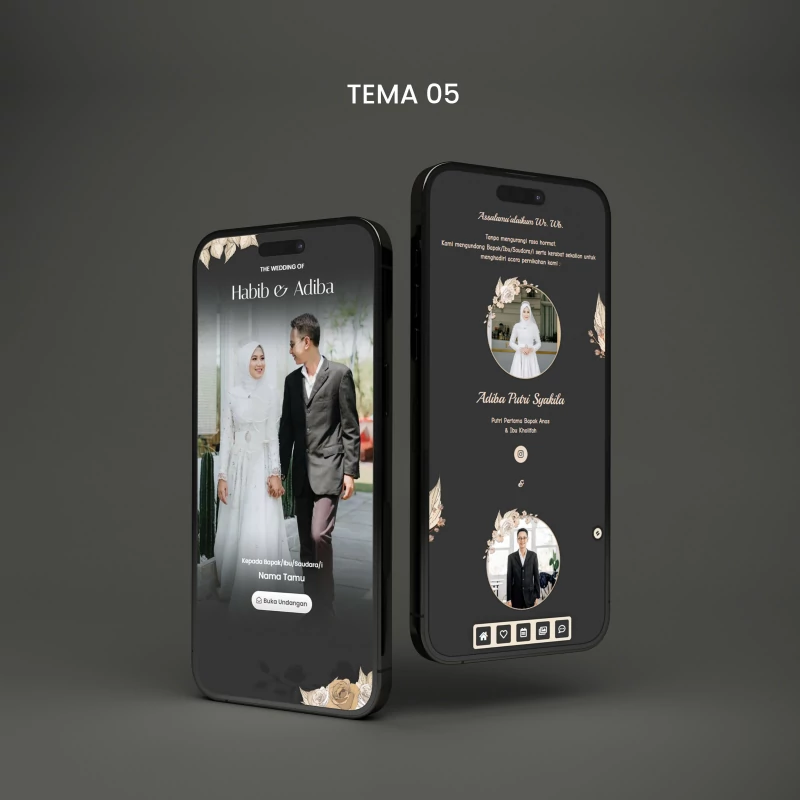 TEMA 05
THE WEDDING OF
Habib & Adiba
Kepada Bapak/Ibu/Saudara/i
Nama Tamu
Buka Undangan
Assalamu'alaikum Wr. Wb.
Tanpa mengurangi rasa hormat.
Kami mengundang Bapak/Ibu/Saudara/i serta kerabat sekalian untuk
menghadiri acara pernikahan kami :
Adiba Putri Syakila
Putri Pertama Bapak Anas
& Ibu Khalifah
&